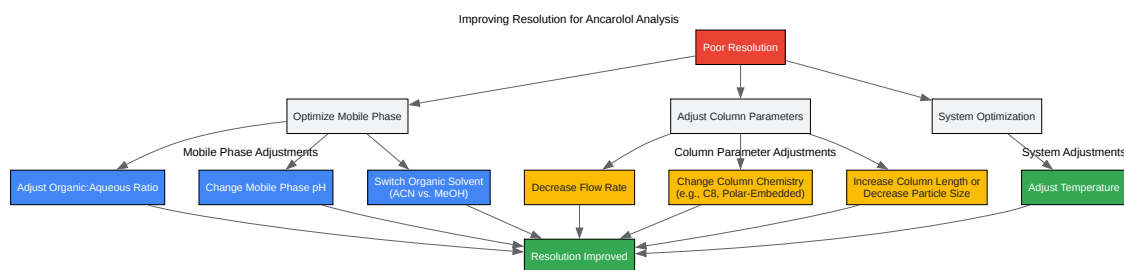 Improving Resolution for Ancarolol Analysis
Poor Resolution
Optimize Mobile Phase
Adjust Column Parameters
System Optimization
Mobile Phase Adjustments
Column Parameter Adjustments
System Adjustments
Adjust Organic:Aqueous Ratio
Change Mobile Phase pH
Switch Organic Solvent
(ACN vs. MeOH)
Decrease Flow Rate
Change Column Chemistry
(e.g., C8, Polar-Embedded)
Increase Column Length or
Decrease Particle Size
Adjust Temperature
Resolution Improved